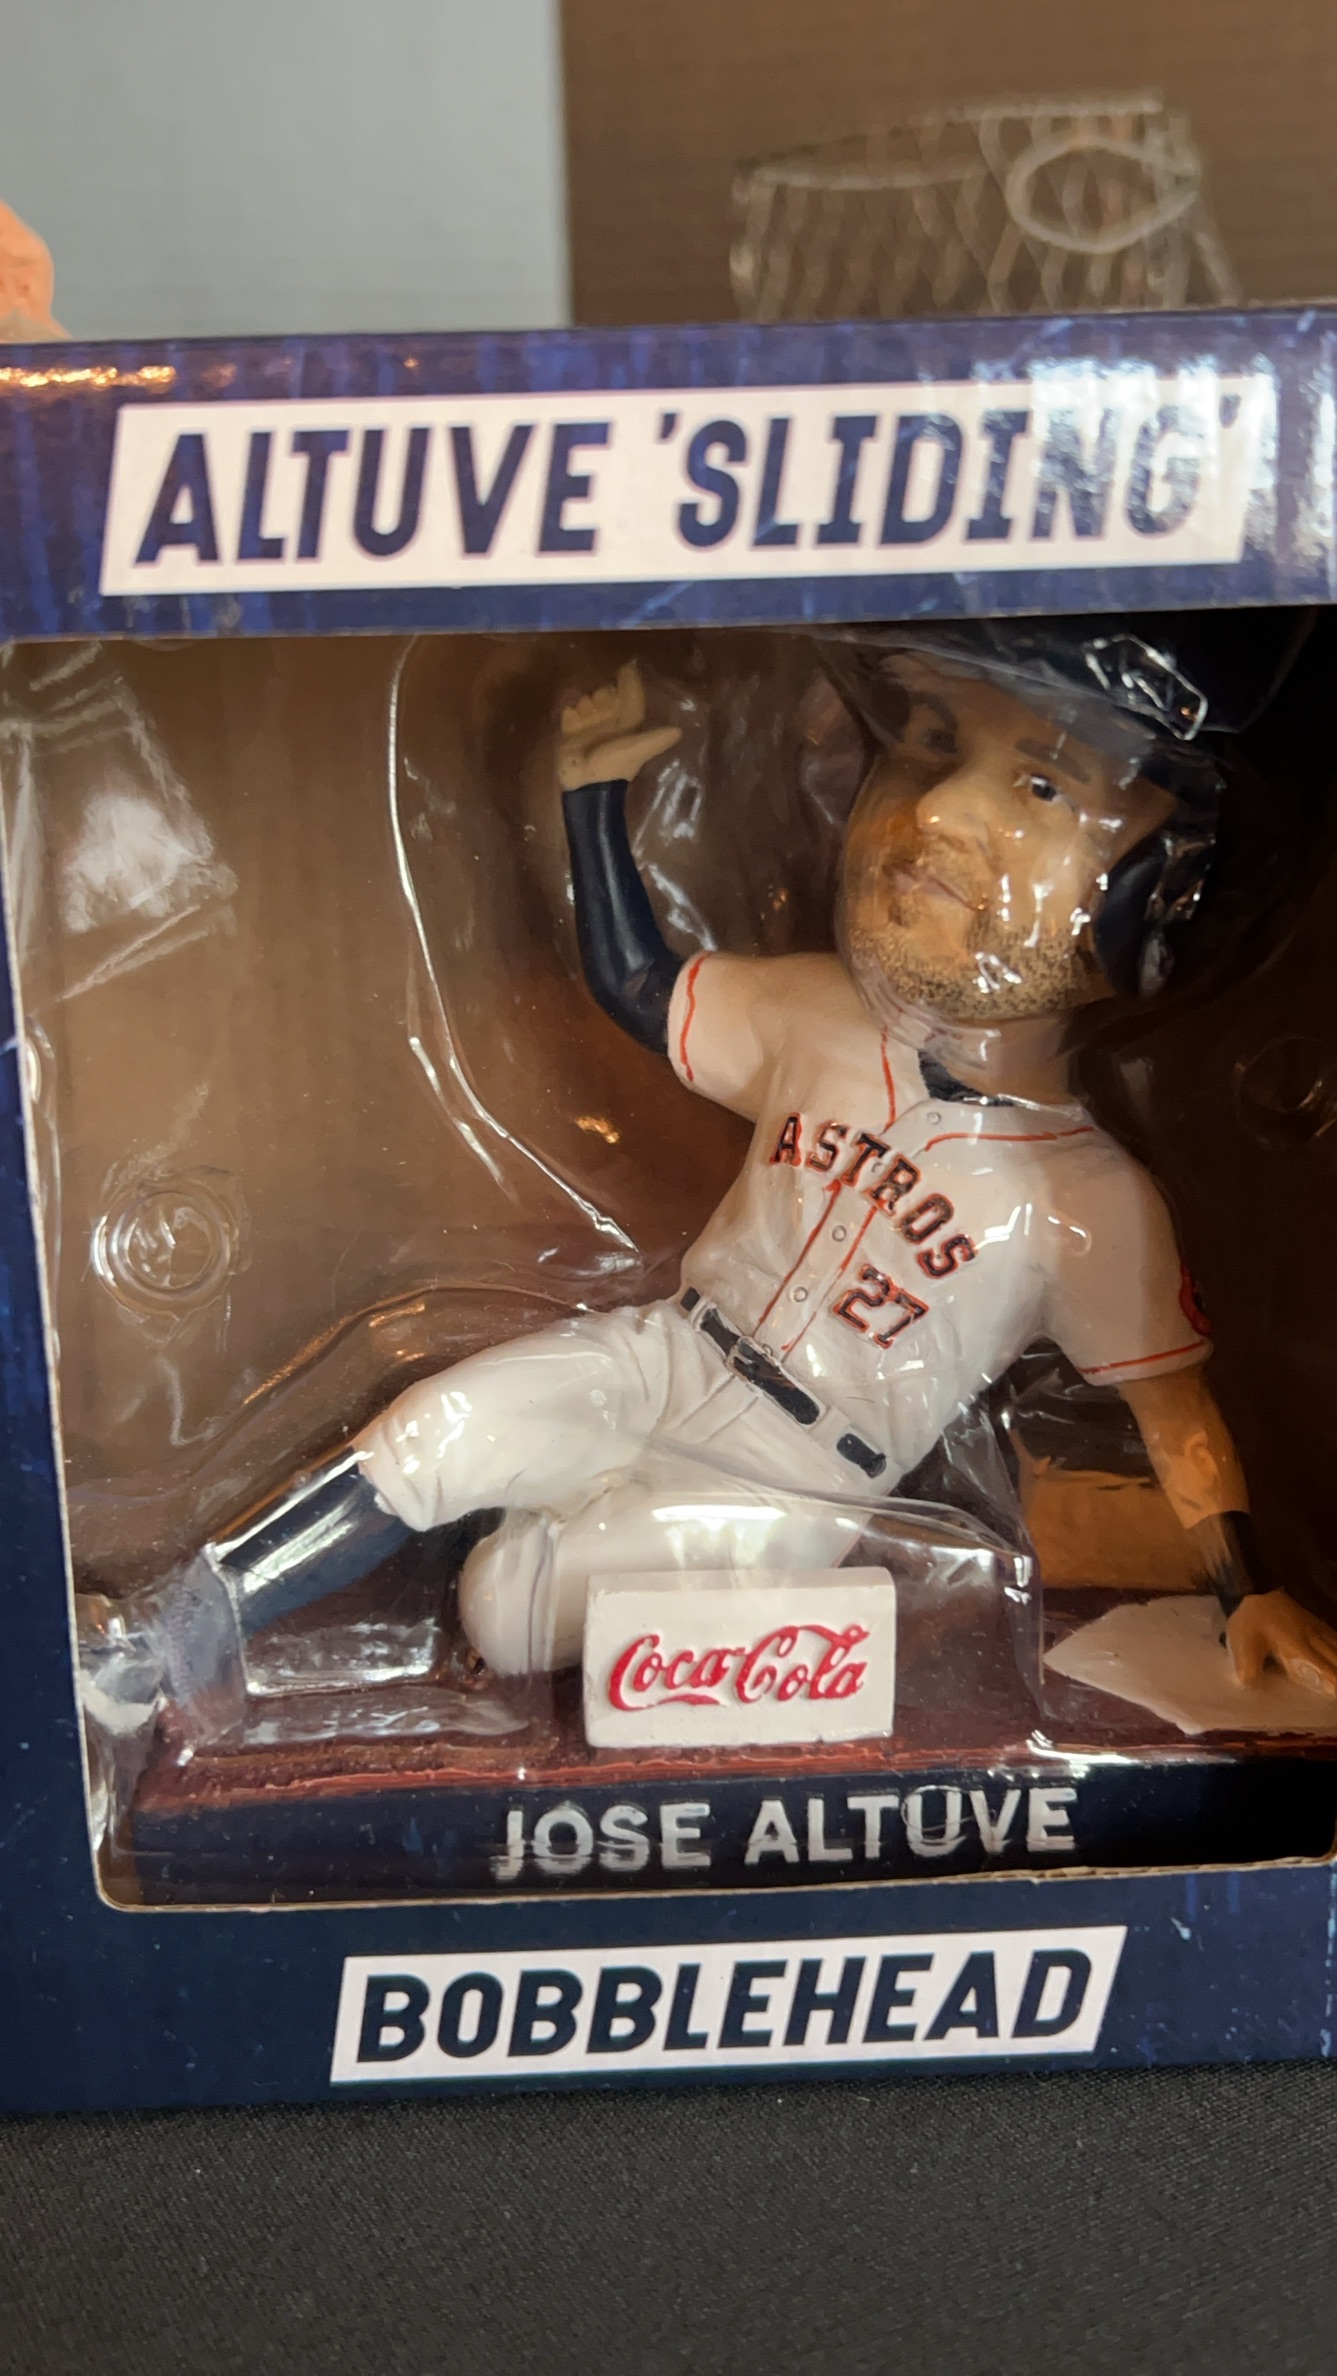 ALTUVE 'SLIDING'
ASTROS
27
Coca-Cola
JOSE ALTUVE
BOBBLEHEAD